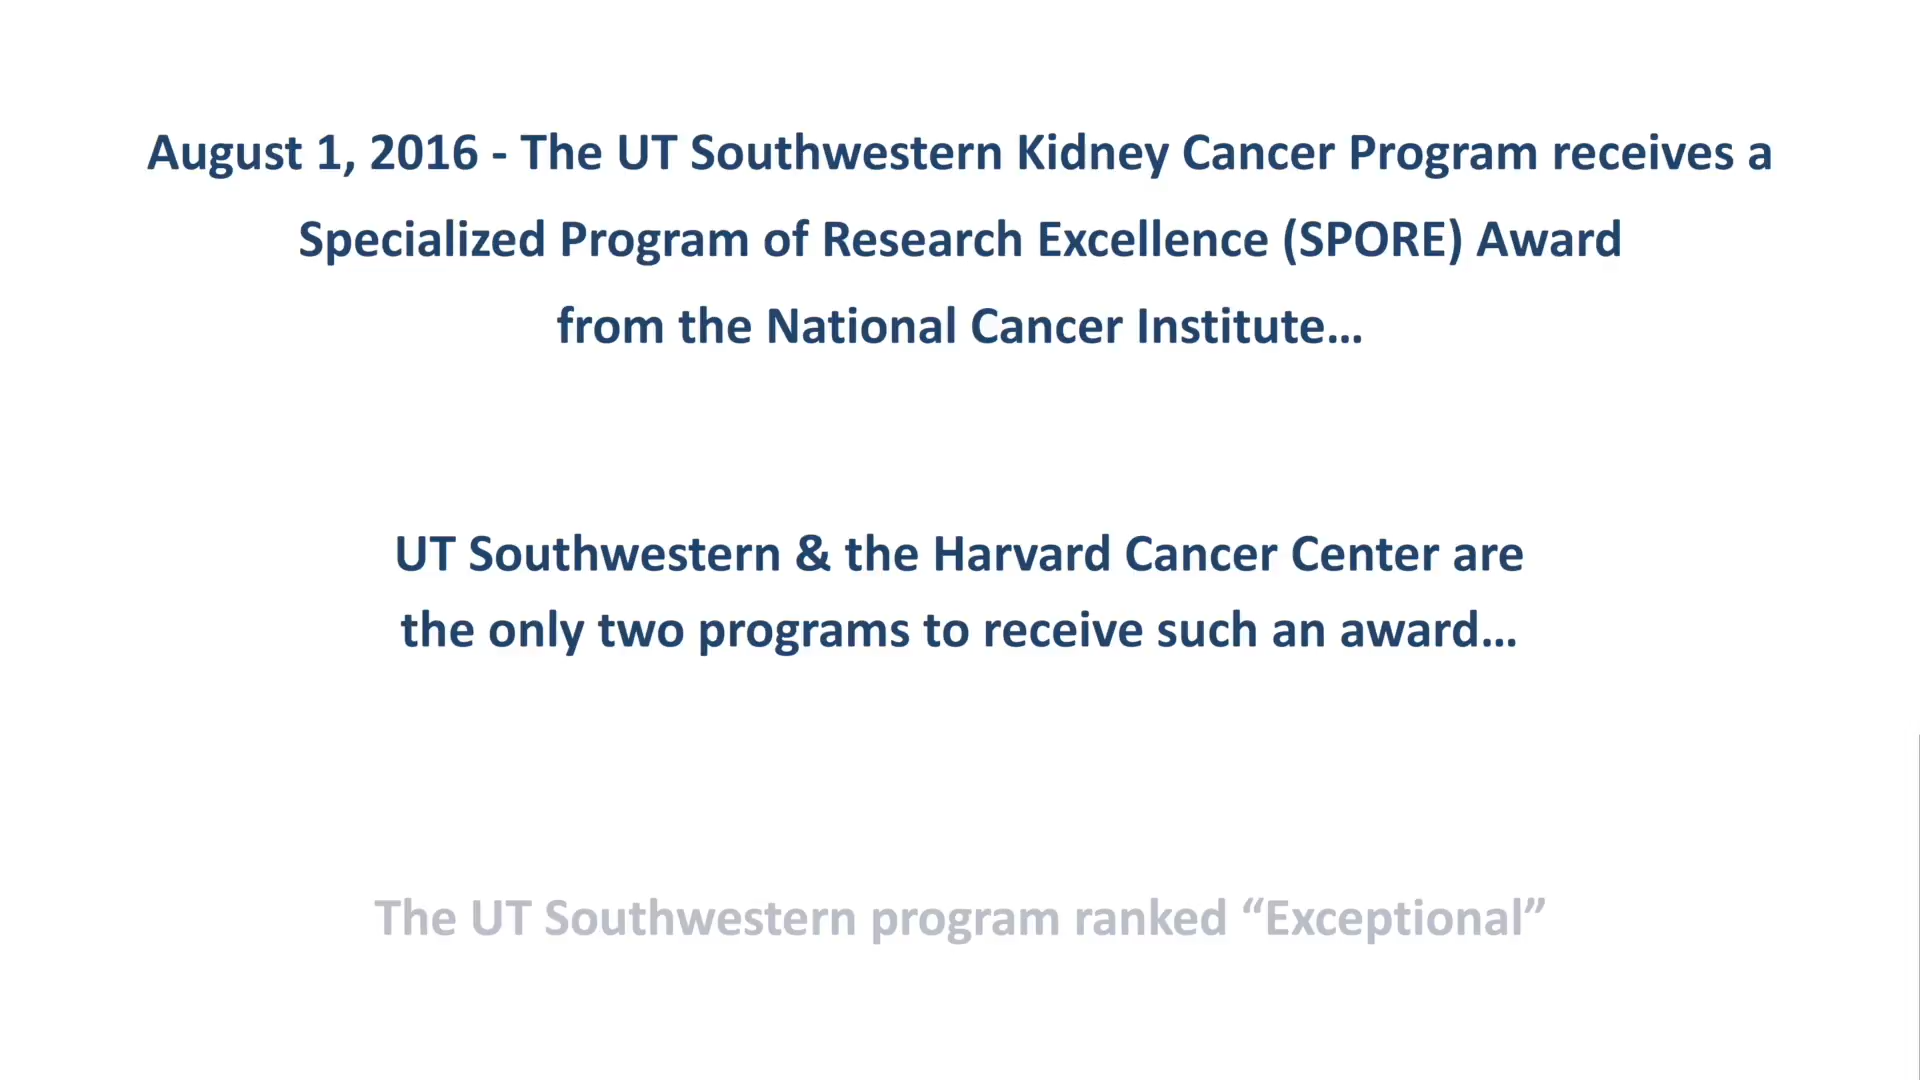 August 1, 2016 - The UT Southwestern Kidney Cancer Program receives a
Specialized Program of Research Excellence (SPORE) Award
from the National Cancer Institute…
UT Southwestern & the Harvard Cancer Center are
the only two programs to receive such an award…
The UT Southwestern program ranked “Exceptional”